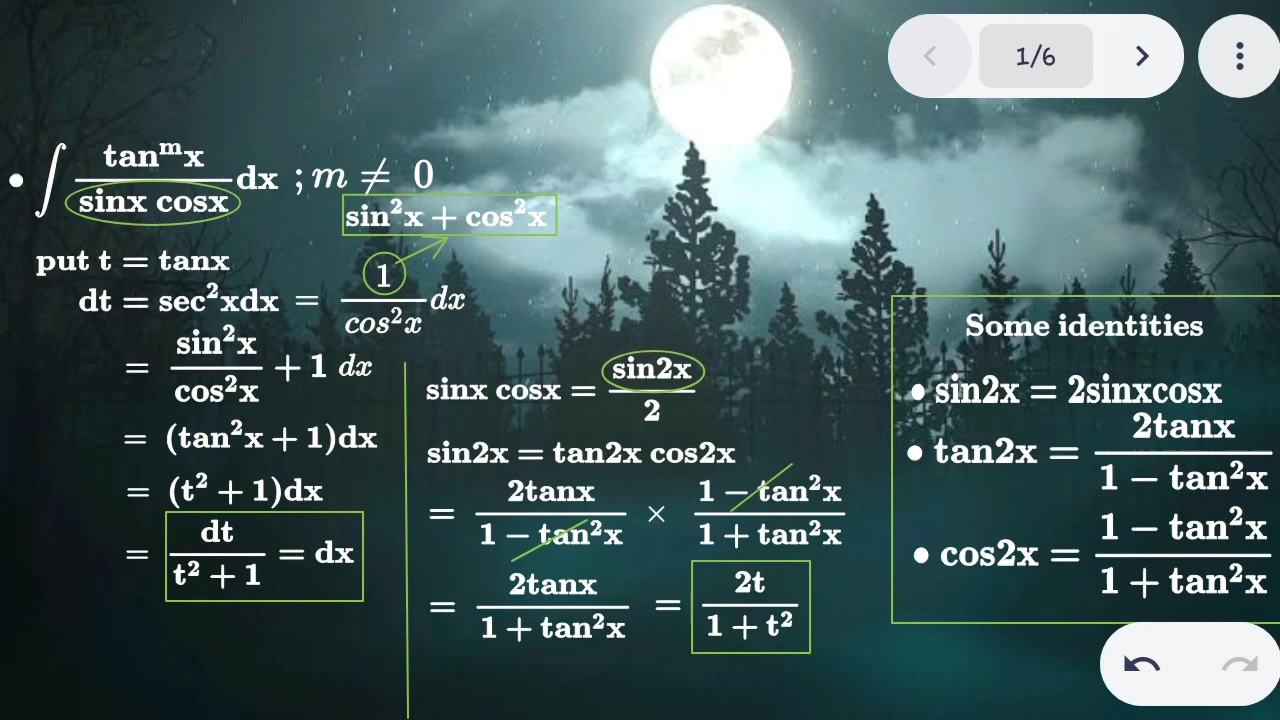 1/6
• ∫ tanᵐx / sinx cosx dx ; m ≠ 0
sin²x + cos²x
put t = tanx
dt = sec²xdx = 1 / cos²x dx
= sin²x / cos²x + 1 dx
= (tan²x + 1)dx
= (t² + 1)dx
= dt / t² + 1 = dx
sinx cosx = sin2x / 2
sin2x = tan2x cos2x
= 2tanx / 1 − tan²x × 1 − tan²x / 1 + tan²x
= 2tanx / 1 + tan²x = 2t / 1 + t²
Some identities
• sin2x = 2sinxcosx
• tan2x = 2tanx / 1 − tan²x
• cos2x = 1 − tan²x / 1 + tan²x